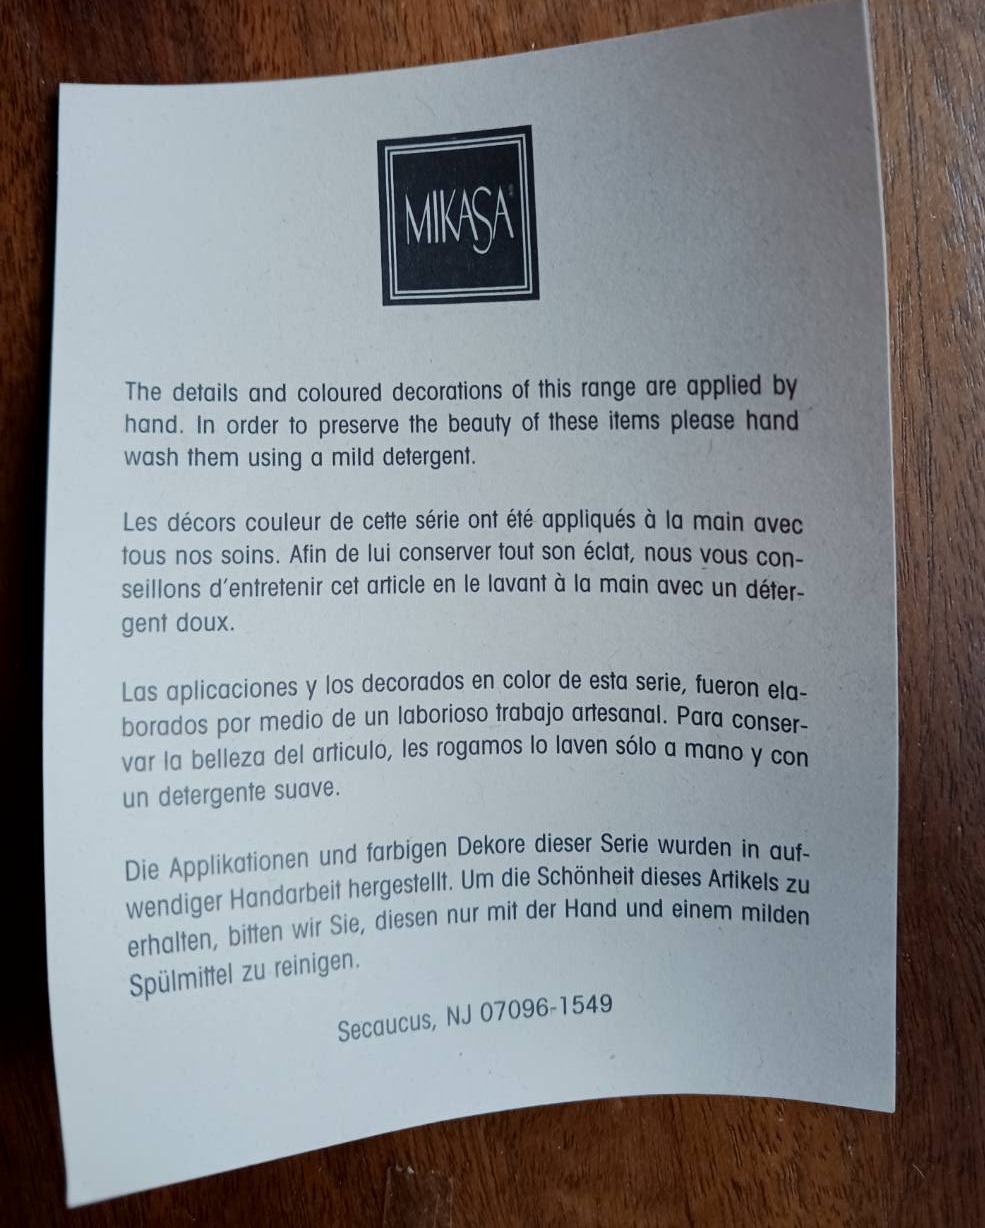 MIKASA®
The details and coloured decorations of this range are applied by
hand. In order to preserve the beauty of these items please hand
wash them using a mild detergent.
Les décors couleur de cette série ont été appliqués à la main avec
tous nos soins. Afin de lui conserver tout son éclat, nous vous con-
seillons d'entretenir cet article en le lavant à la main avec un déter-
gent doux.
Las aplicaciones y los decorados en color de esta serie, fueron ela-
borados por medio de un laborioso trabajo artesanal. Para conser-
var la belleza del articulo, les rogamos lo laven sólo a mano y con
un detergente suave.
Die Applikationen und farbigen Dekore dieser Serie wurden in auf-
wendiger Handarbeit hergestellt. Um die Schönheit dieses Artikels zu
erhalten, bitten wir Sie, diesen nur mit der Hand und einem milden
Spülmittel zu reinigen.
Secaucus, NJ 07096-1549